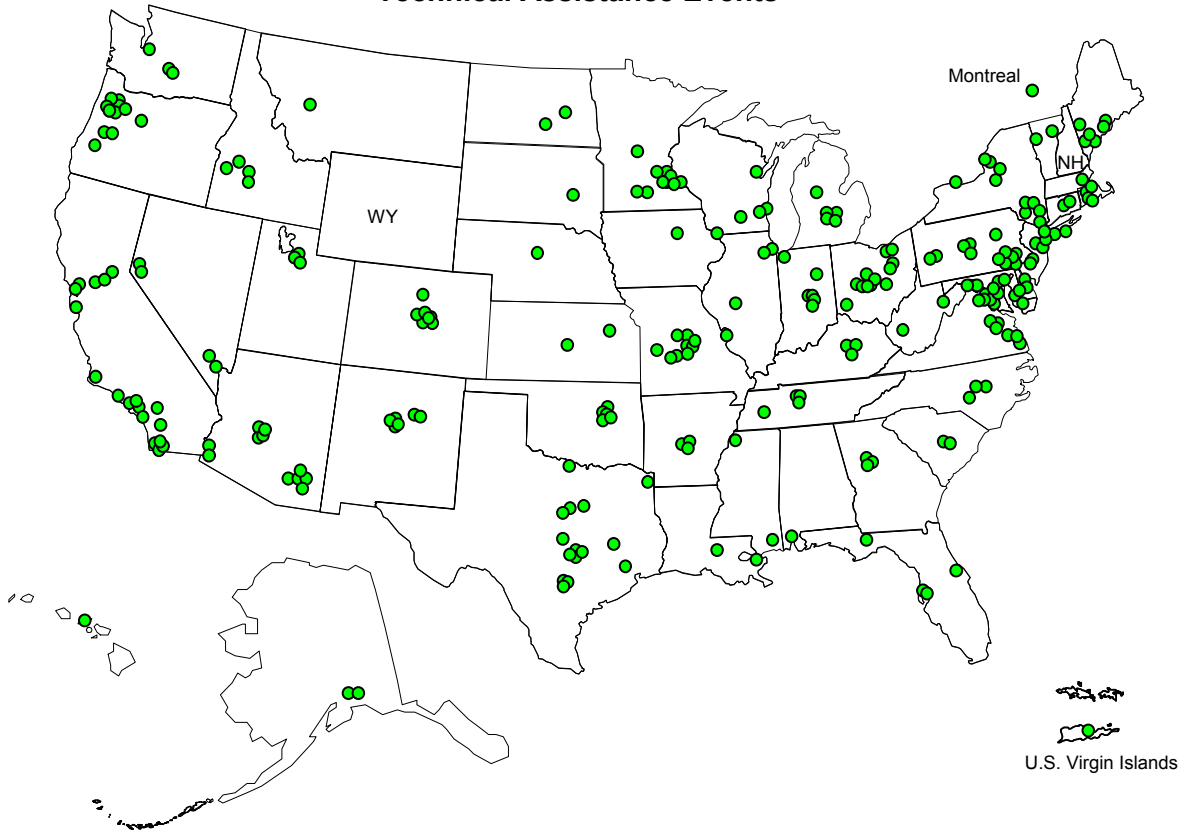 Technical Assistance Events
Montreal
NH
WY
U.S. Virgin Islands